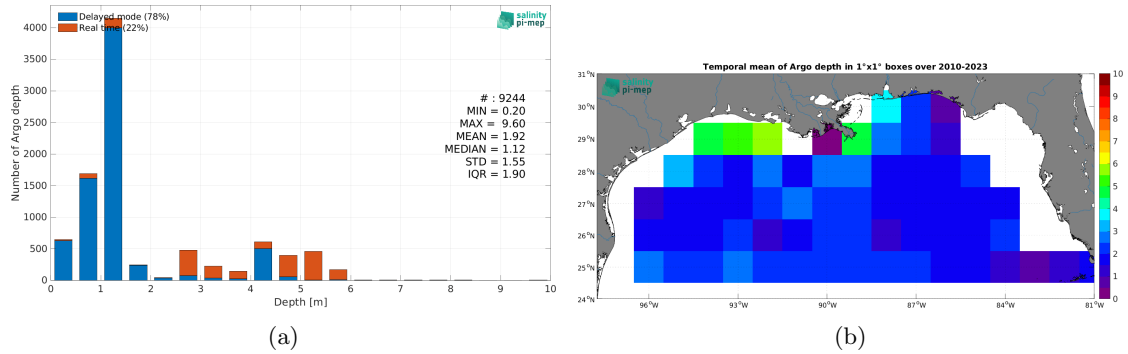 Delayed mode (78%)
Real time (22%)
salinity
pi-mep
Number of Argo depth
4000
3500
3000
2500
2000
1500
1000
500
0
# : 9244
MIN = 0.20
MAX = 9.60
MEAN = 1.92
MEDIAN = 1.12
STD = 1.55
IQR = 1.90
0 1 2 3 4 5 6 7 8 9 10
Depth [m]
(a)
Temporal mean of Argo depth in 1°x1° boxes over 2010-2023
salinity
pi-mep
31°N
30°N
29°N
28°N
27°N
26°N
25°N
24°N
96°W 93°W 90°W 87°W 84°W 81°W
10
9
8
7
6
5
4
3
2
1
0
(b)